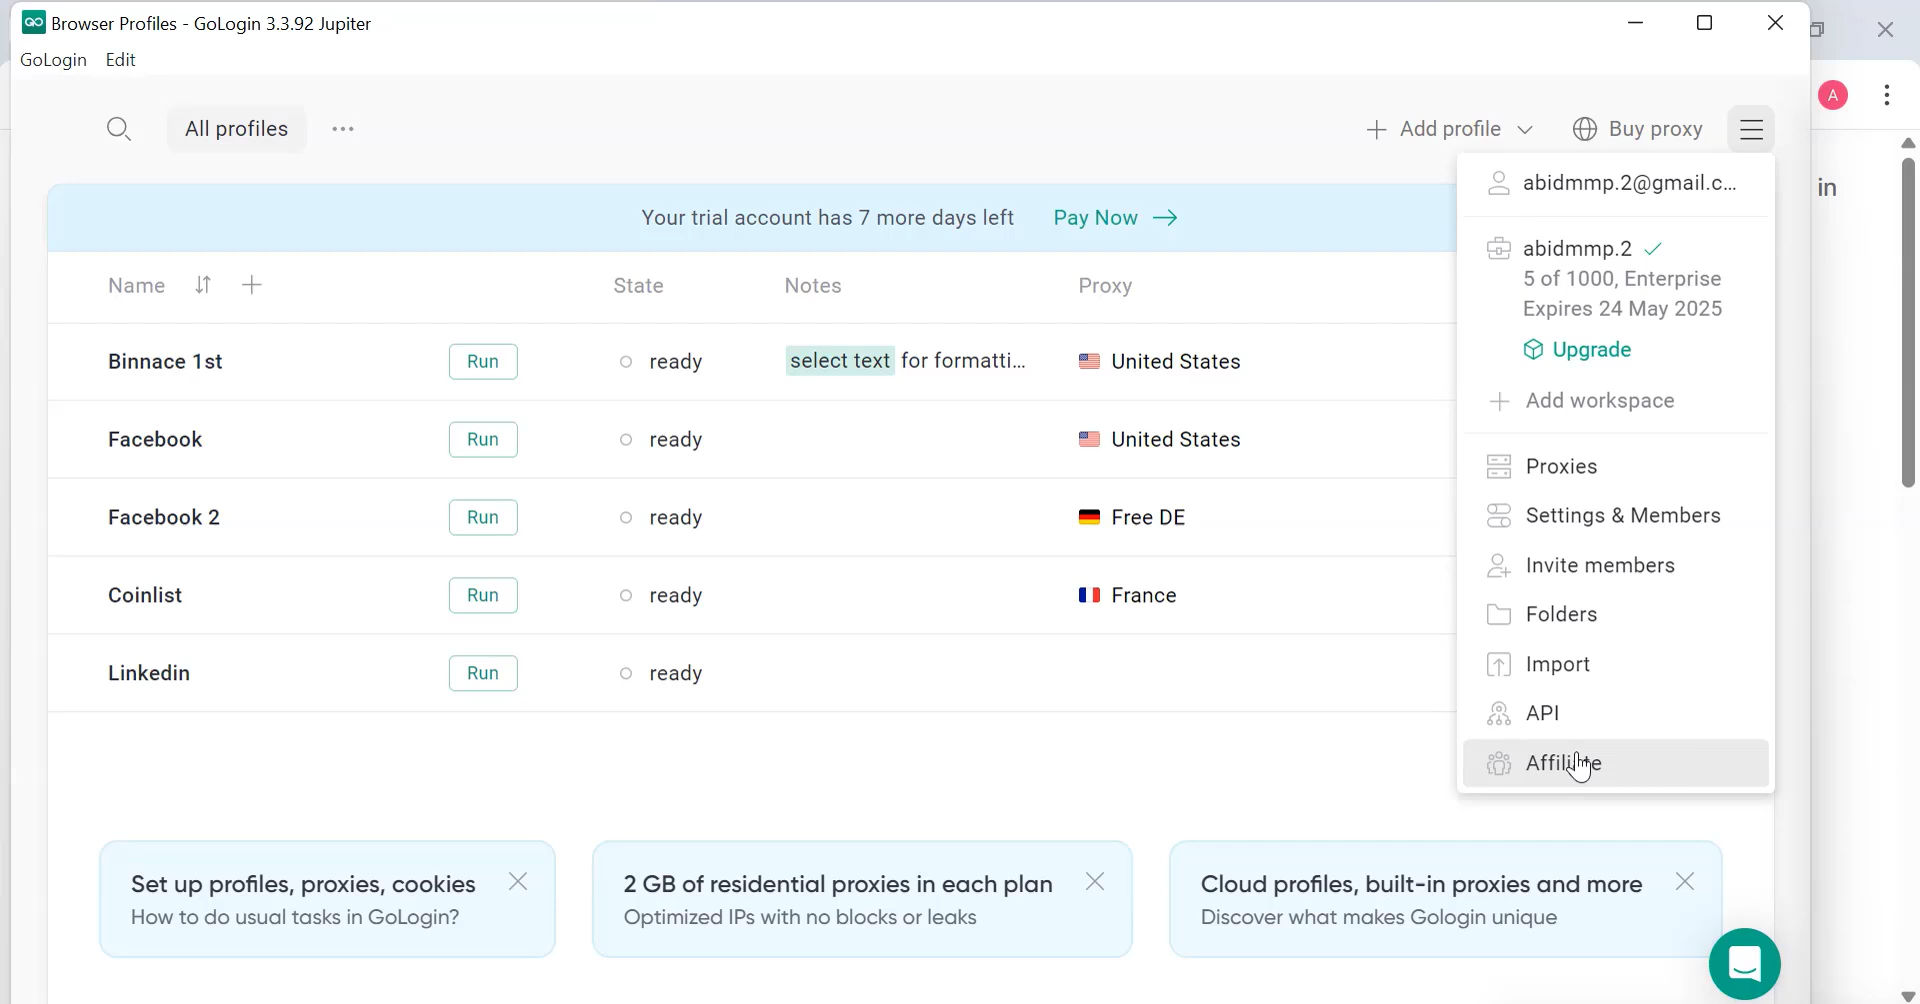 GO Browser Profiles - GoLogin 3.3.92 Jupiter
GoLogin Edit
A
All profiles ...
+ Add profile Buy proxy
in
abidmmp.2@gmail.c...
Your trial account has 7 more days left Pay Now →
abidmmp.2 ✓
5 of 1000, Enterprise
Expires 24 May 2025
Upgrade
+ Add workspace
Name + State Notes Proxy
Binnace 1st Run ready select text for formatti... United States
Facebook Run ready United States
Facebook 2 Run ready Free DE
Coinlist Run ready France
Linkedin Run ready
Proxies
Settings & Members
Invite members
Folders
Import
API
Affiliate
Set up profiles, proxies, cookies
How to do usual tasks in GoLogin?
2 GB of residential proxies in each plan
Optimized IPs with no blocks or leaks
Cloud profiles, built-in proxies and more
Discover what makes Gologin unique